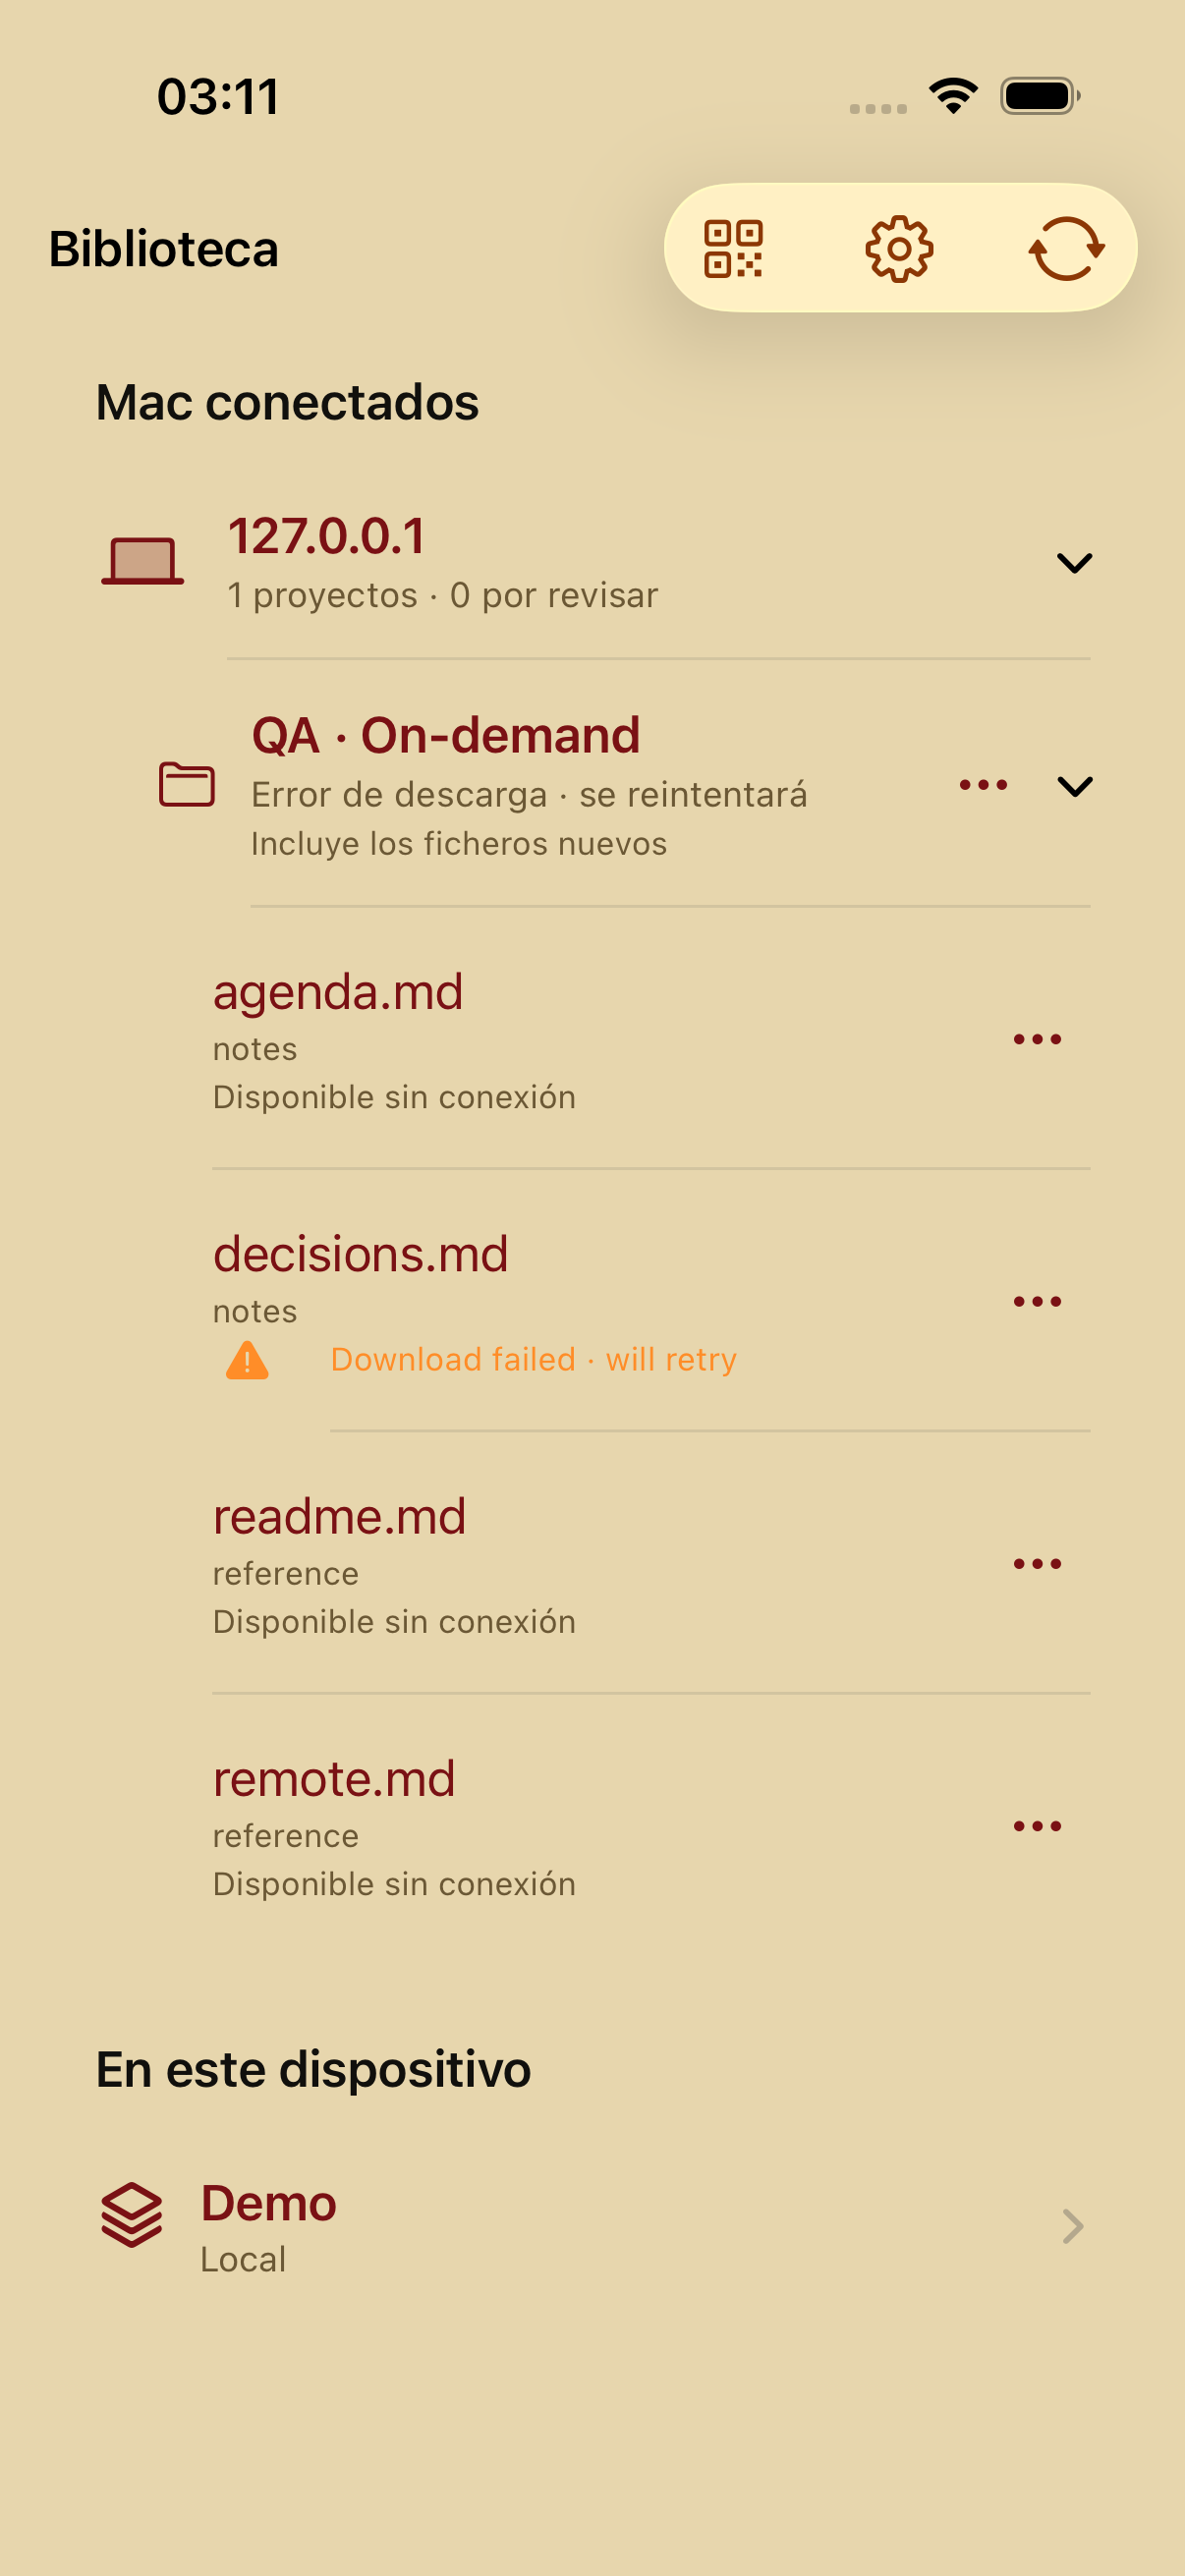 03:11
Biblioteca
Mac conectados
127.0.0.1
1 proyectos · 0 por revisar
QA · On-demand
Error de descarga · se reintentará
Incluye los ficheros nuevos
agenda.md
notes
Disponible sin conexión
decisions.md
notes
Download failed · will retry
readme.md
reference
Disponible sin conexión
remote.md
reference
Disponible sin conexión
En este dispositivo
Demo
Local